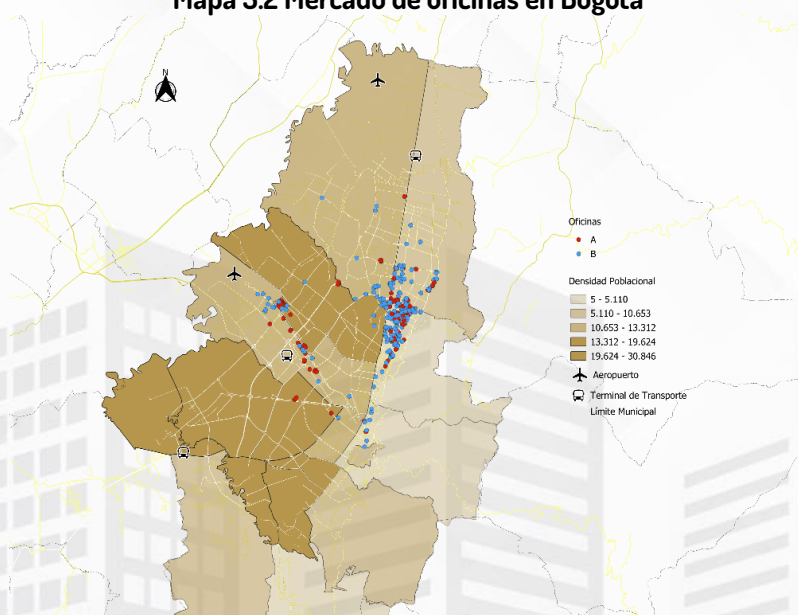 Mapa 5.2 Mercado de oficinas en Bogotá
N
Oficinas
A
B
Densidad Poblacional
5 - 5.110
5.110 - 10.653
10.653 - 13.312
13.312 - 19.624
19.624 - 30.846
Aeropuerto
Terminal de Transporte
Límite Municipal